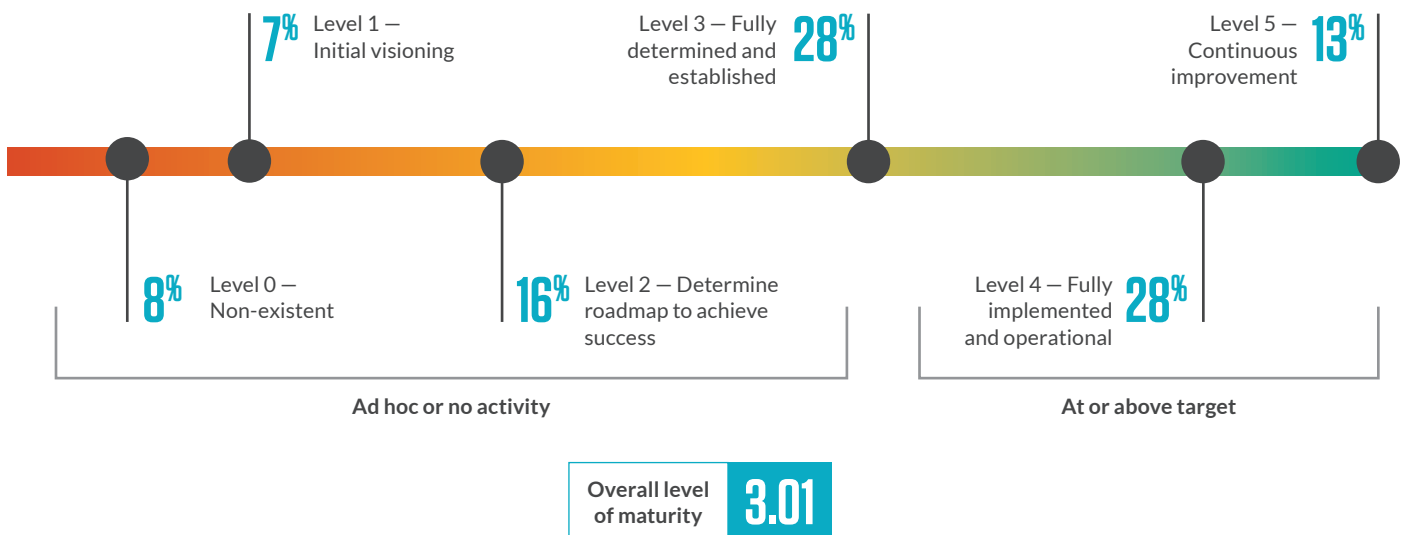 7%
Level 1 —
Initial visioning
Level 3 — Fully
determined and
established
28%
Level 5 —
Continuous
improvement
13%
8%
Level 0 —
Non-existent
16%
Level 2 — Determine
roadmap to achieve
success
Level 4 — Fully
implemented
and operational
28%
Ad hoc or no activity
At or above target
Overall level
of maturity
3.01